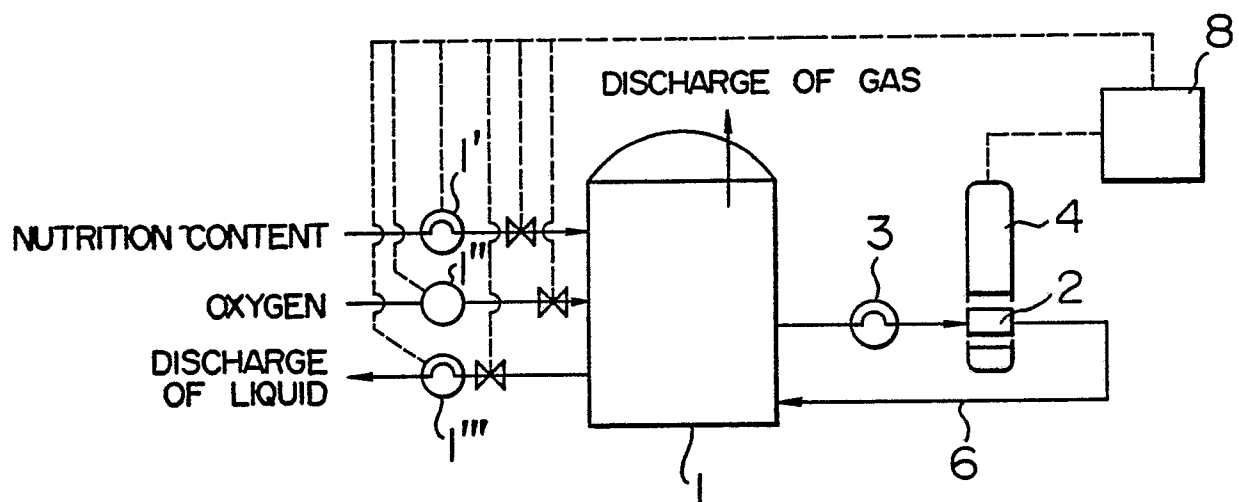 8
DISCHARGE OF GAS
1'
4
NUTRITION CONTENT
3
1''
2
OXYGEN
DISCHARGE
OF LIQUID
1'''
6
1